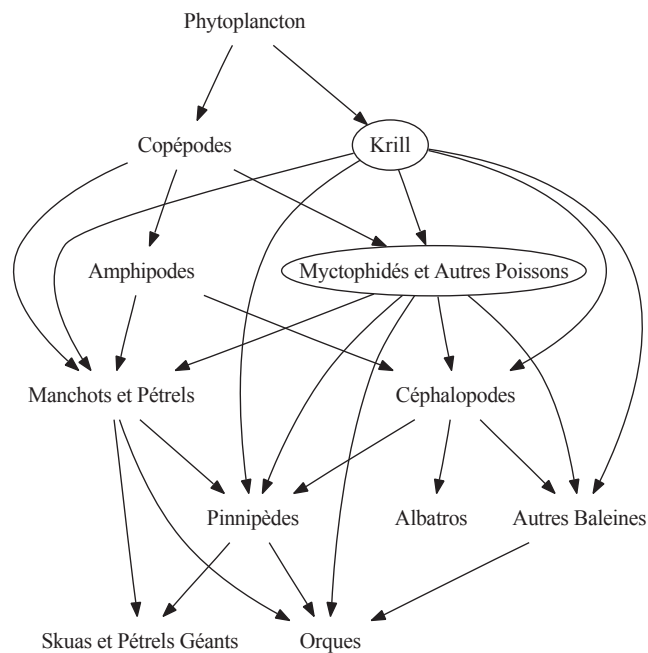 Phytoplancton
Copépodes
Krill
Amphipodes
Myctophidés et Autres Poissons
Manchots et Pétrels
Céphalopodes
Pinnipèdes
Albatros
Autres Baleines
Skuas et Pétrels Géants
Orques